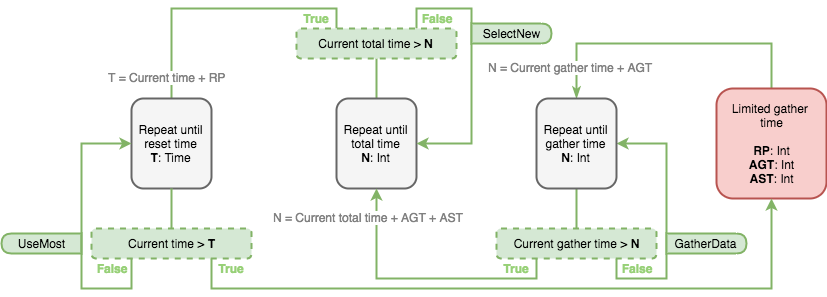 True
False
Current total time > N
SelectNew
T = Current time + RP
N = Current gather time + AGT
Repeat until
reset time
T: Time
Repeat until
total time
N: Int
Repeat until
gather time
N: Int
Limited gather
time
RP: Int
AGT: Int
AST: Int
N = Current total time + AGT + AST
UseMost
Current time > T
False
True
Current gather time > N
GatherData
True
False